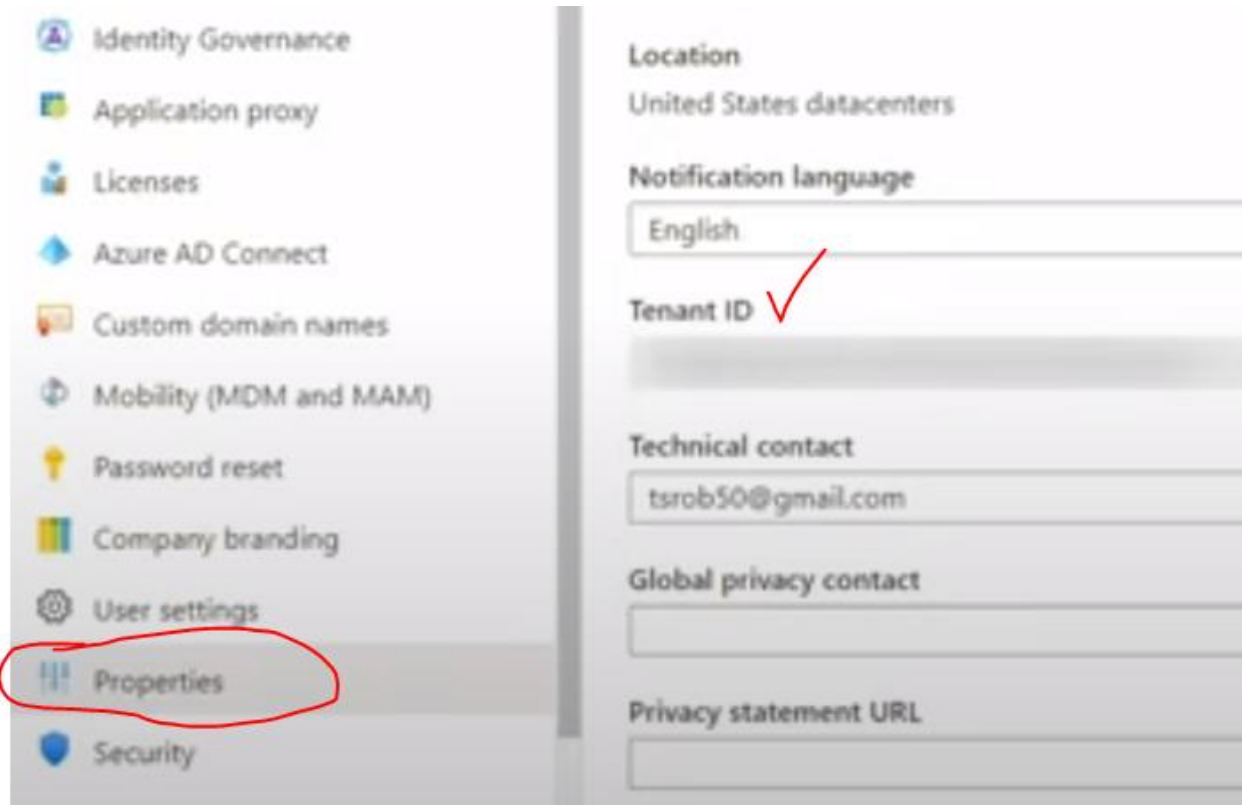 Identity Governance
Application proxy
Licenses
Azure AD Connect
Custom domain names
Mobility (MDM and MAM)
Password reset
Company branding
User settings
Properties
Security
Location
United States datacenters
Notification language
English
Tenant ID
Technical contact
tsrob50@gmail.com
Global privacy contact
Privacy statement URL